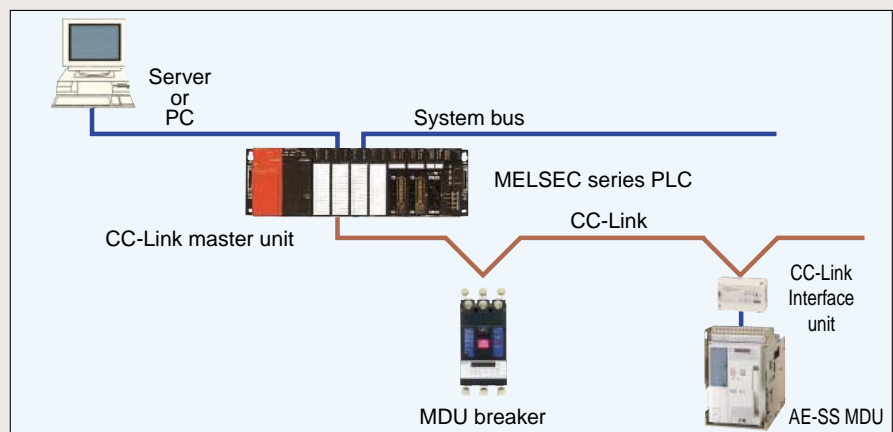 Server
or
PC
System bus
MELSEC series PLC
CC-Link master unit
CC-Link
CC-Link
Interface
unit
MDU breaker
AE-SS MDU